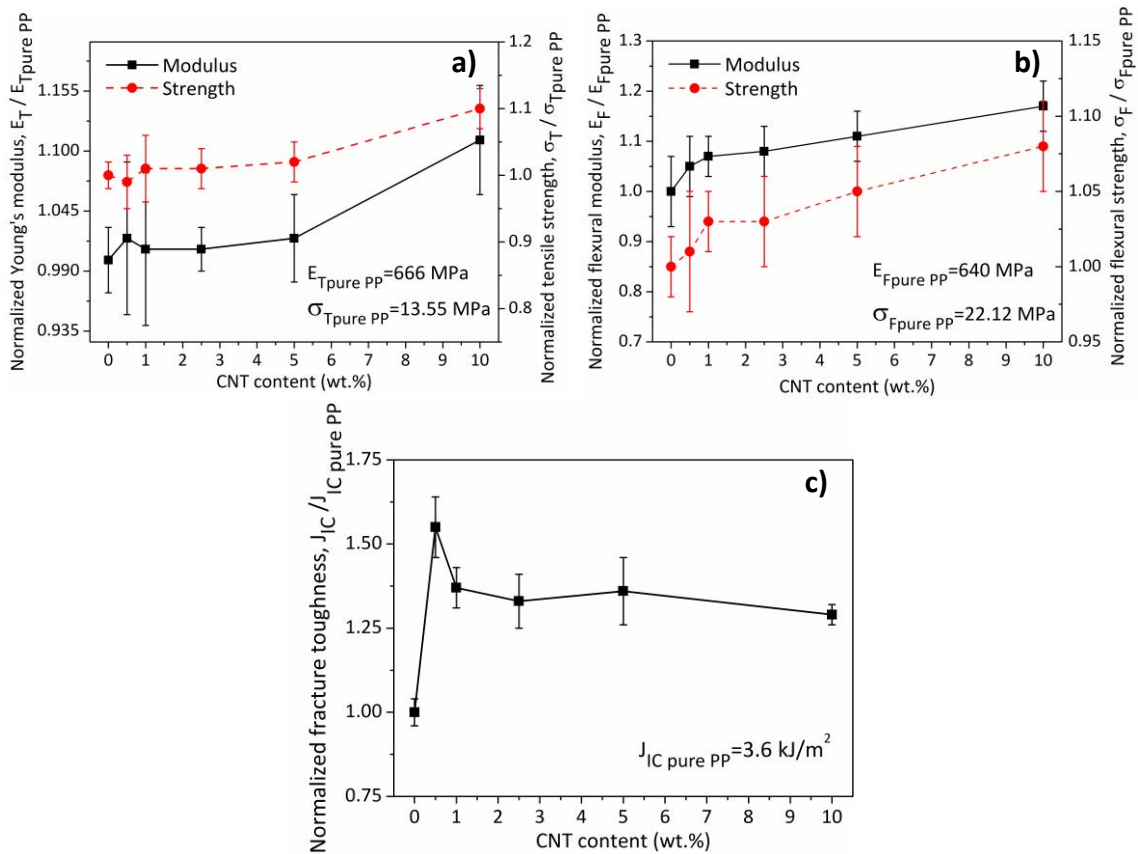 a)
Modulus
Strength
Normalized Young's modulus, E_T / E_Tpure PP
1.155
1.100
1.045
0.990
0.935
1.2
1.1
1.0
0.9
0.8
Normalized tensile strength, σ_T / σ_Tpure PP
E_Tpure PP=666 MPa
σ_Tpure PP=13.55 MPa
0 1 2 3 4 5 6 7 8 9 10
CNT content (wt.%)
b)
Modulus
Strength
Normalized flexural modulus, E_F / E_Fpure PP
1.3
1.2
1.1
1.0
0.9
0.8
0.7
1.15
1.10
1.05
1.00
0.95
Normalized flexural strength, σ_F / σ_Fpure PP
E_Fpure PP=640 MPa
σ_Fpure PP=22.12 MPa
0 1 2 3 4 5 6 7 8 9 10
CNT content (wt.%)
c)
Normalized fracture toughness, J_IC /J_IC pure PP
1.75
1.50
1.25
1.00
0.75
J_IC pure PP=3.6 kJ/m²
0 1 2 3 4 5 6 7 8 9 10
CNT content (wt.%)